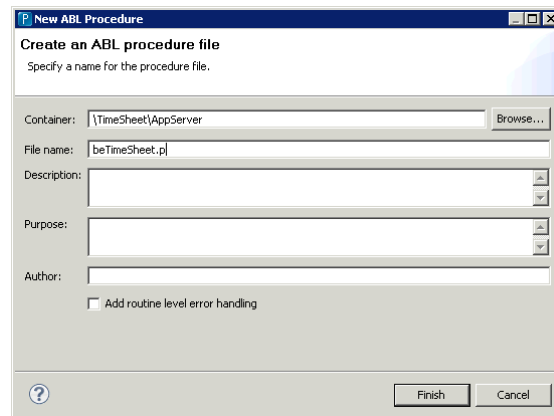 New ABL Procedure
Create an ABL procedure file
Specify a name for the procedure file.
Container: \TimeSheet\AppServer Browse...
File name: beTimeSheet.p
Description:
Purpose:
Author:
Add routine level error handling
? Finish Cancel